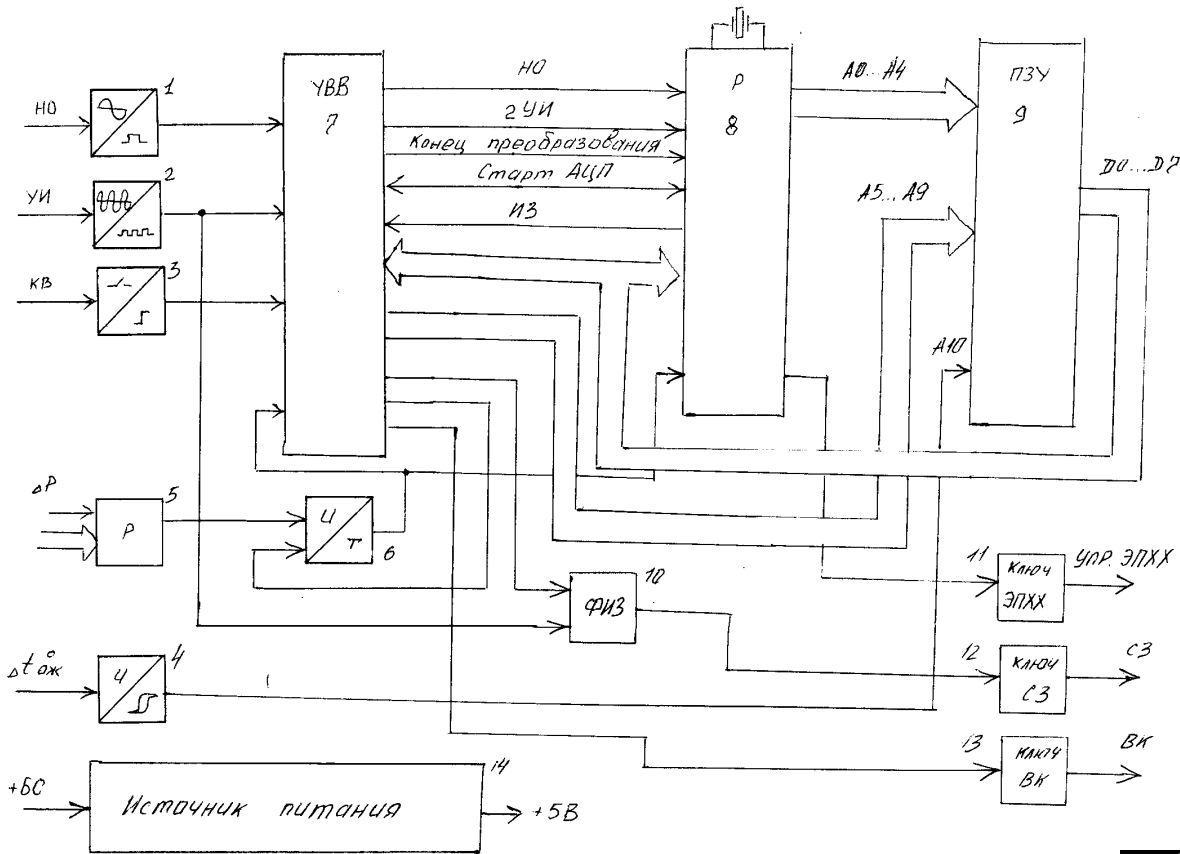 НО
1
УВВ
7
НО
2УИ
Конец преобразования
Старт АЦП
ИЗ
Р
8
А0...А4
ПЗУ
9
D0...D7
А5...А9
А10
УИ
2
КВ
3
ΔР
5
Р
U
T
6
ФИЗ
10
Δt°ож
4
U
11
Ключ
ЭПХХ
УПР. ЭПХХ
12
Ключ
СЗ
СЗ
13
Ключ
ВК
ВК
+БС
14
Источник питания
+5В